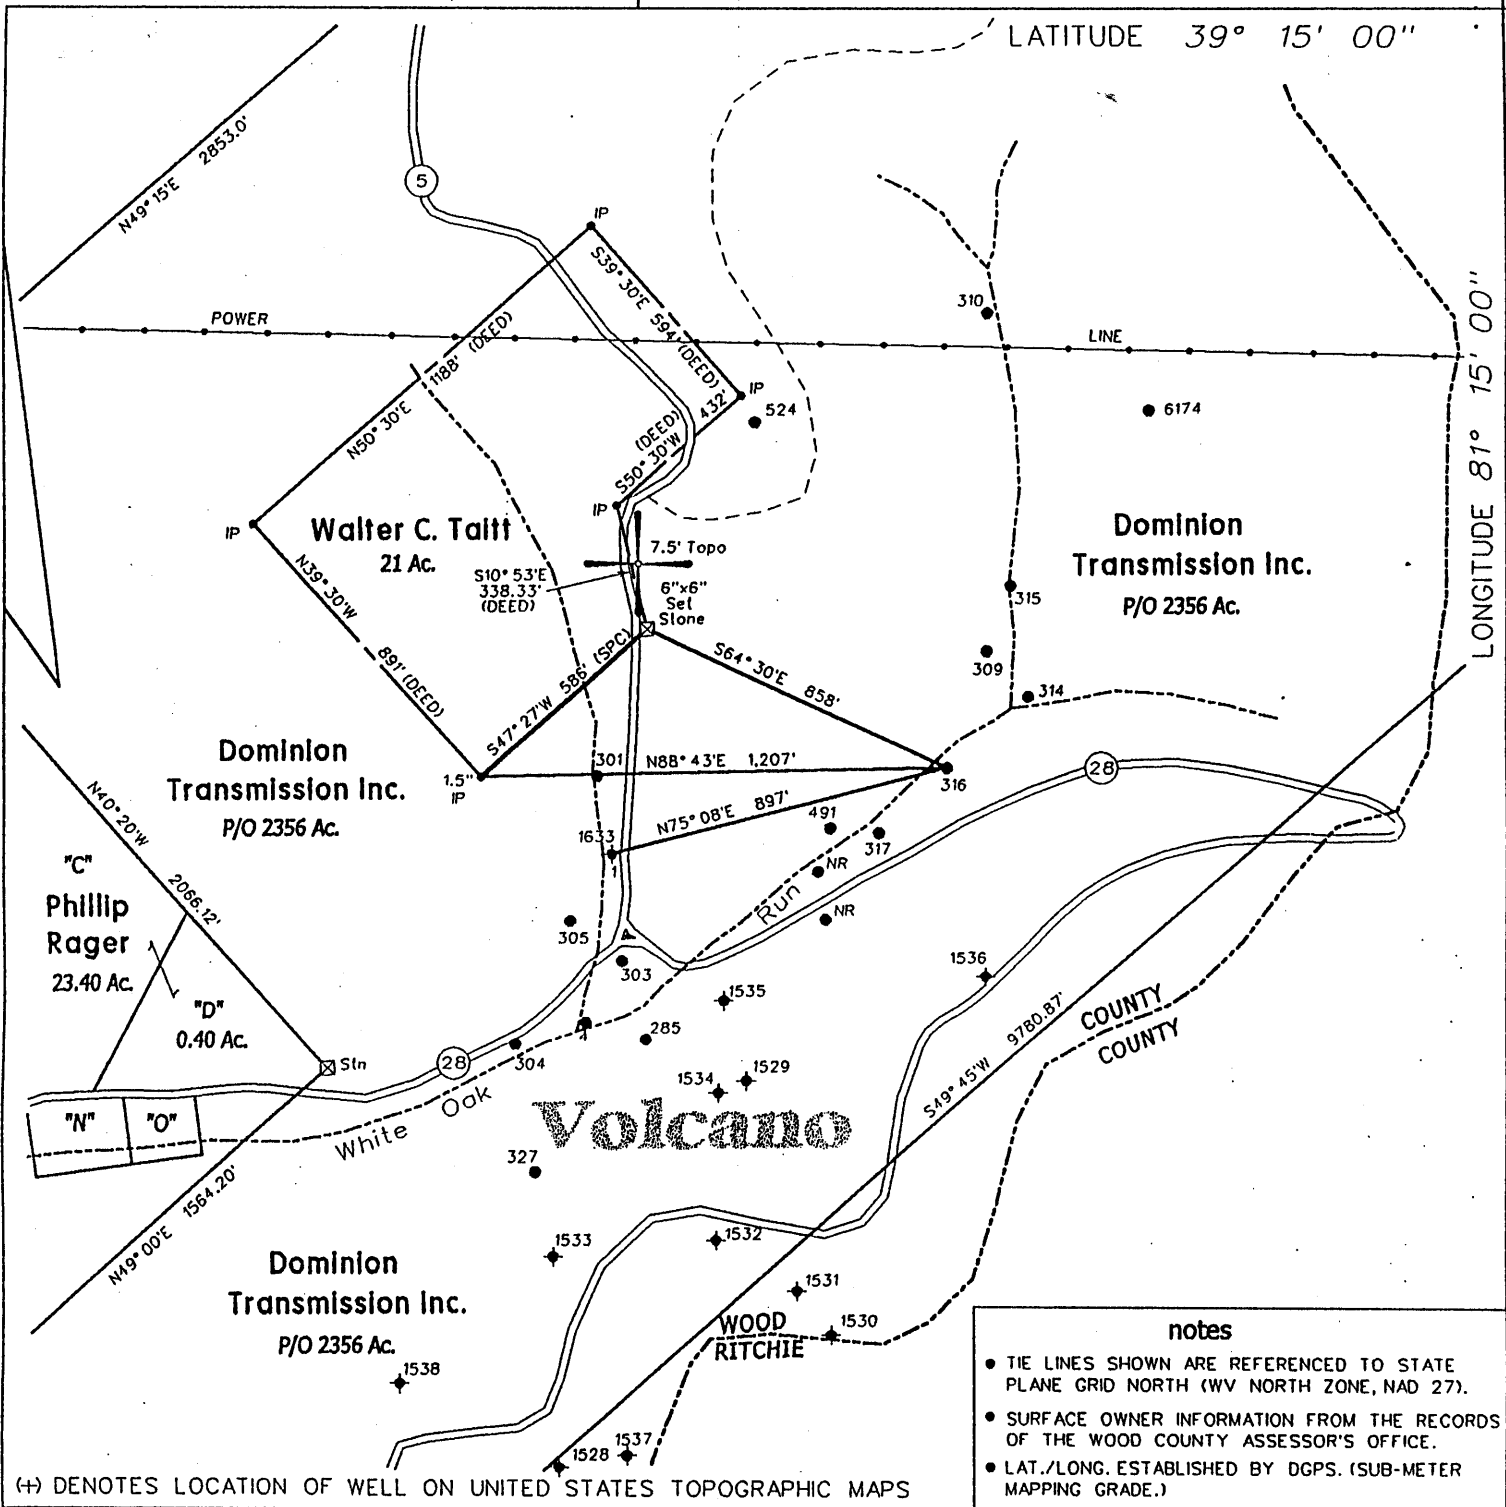 LATITUDE 39° 15' 00"
N49° 15'E 2853.0'
5
IP
S39° 30'E 594' (DEED)
POWER LINE
310
LONGITUDE 81° 15' 00"
N50° 30'E 1188' (DEED)
IP
524
6174
(DEED)
S50° 30'W 432'
IP
IP
Walter C. Taitt
21 Ac.
7.5' Topo
S10° 53'E
338.33'
(DEED)
6"x6"
Set
Stone
Dominion
Transmission Inc.
P/O 2356 Ac.
315
N39° 30'W 891' (DEED)
S47° 27'W 586' (SPC)
S64° 30'E 858'
309
314
Dominion
Transmission Inc.
P/O 2356 Ac.
1.5"
IP
301
N88° 43'E 1,207'
316
28
N40° 20'W 2066.12'
1633
1
N75° 08'E 897'
491
317
NR
Run
NR
"C"
Phillip
Rager
23.40 Ac.
"D"
0.40 Ac.
305
303
1536
1535
285
COUNTY
COUNTY
S49° 45'W 9780.87'
Stn
28
304
1534
1529
"N"
"O"
White Oak
Volcano
327
N49° 00'E 1564.20'
1533
1532
1531
1530
WOOD
RITCHIE
Dominion
Transmission Inc.
P/O 2356 Ac.
1538
1537
1528
notes
● TIE LINES SHOWN ARE REFERENCED TO STATE
PLANE GRID NORTH (WV NORTH ZONE, NAD 27).
● SURFACE OWNER INFORMATION FROM THE RECORDS
OF THE WOOD COUNTY ASSESSOR'S OFFICE.
● LAT./LONG. ESTABLISHED BY DGPS. (SUB-METER
MAPPING GRADE.)
(+) DENOTES LOCATION OF WELL ON UNITED STATES TOPOGRAPHIC MAPS